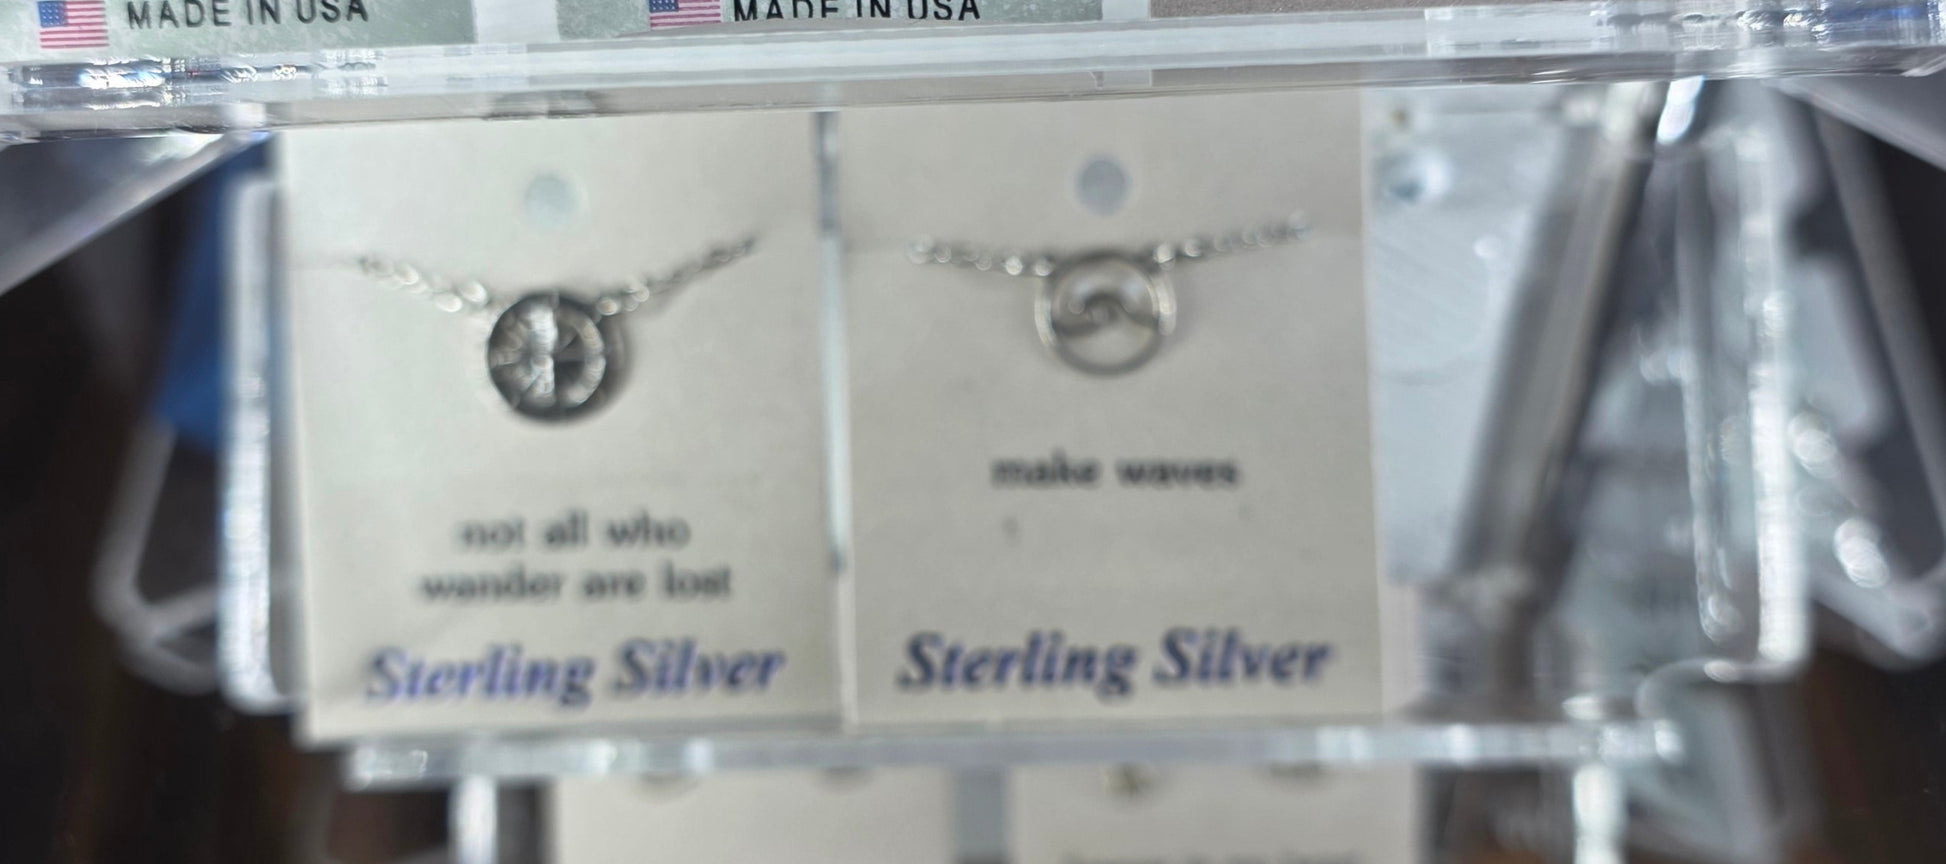 MADE IN USA
MADE IN USA
not all who
wander are lost
Sterling Silver
make waves
Sterling Silver